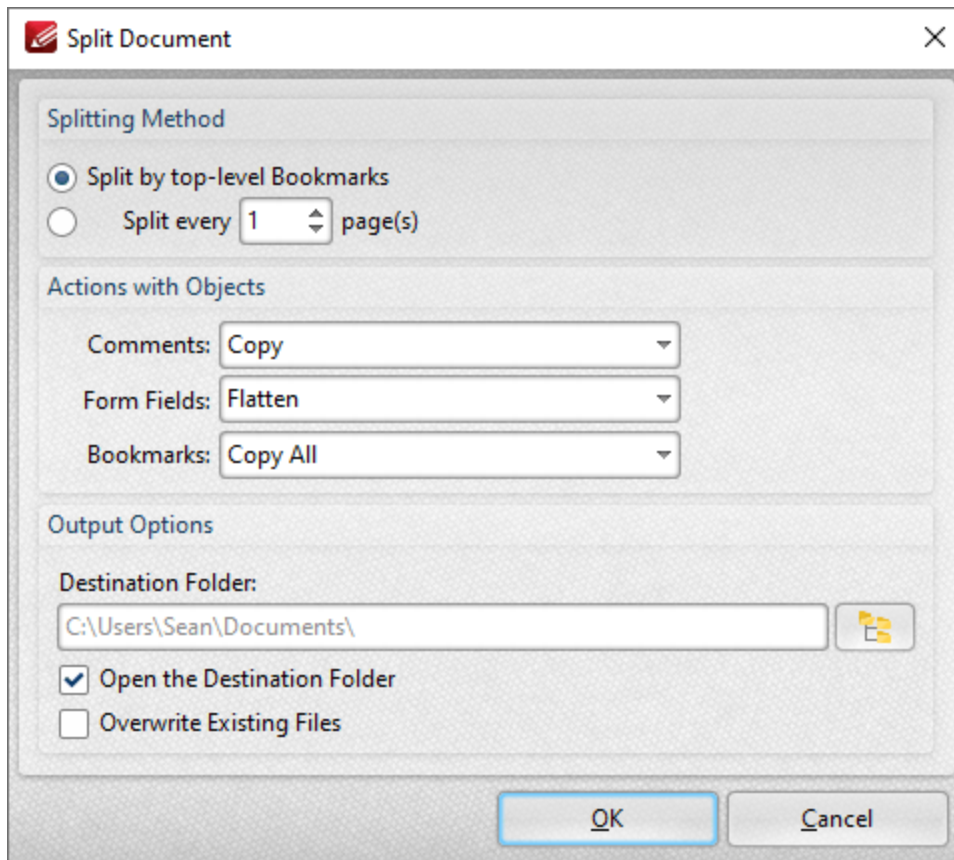 Split Document
Splitting Method
Split by top-level Bookmarks
Split every 1 page(s)
Actions with Objects
Comments: Copy
Form Fields: Flatten
Bookmarks: Copy All
Output Options
Destination Folder:
C:\Users\Sean\Documents\
Open the Destination Folder
Overwrite Existing Files
OK Cancel